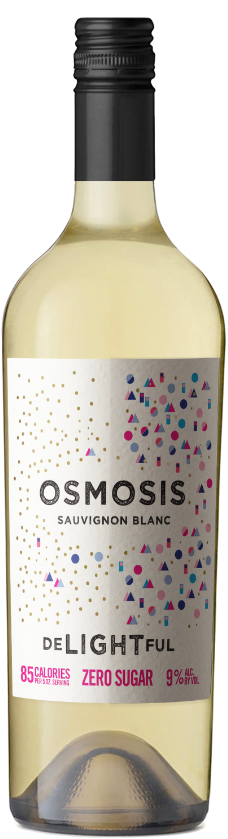 OSMOSIS
SAUVIGNON BLANC
DELIGHTFUL
85 CALORIES
PER 5 OZ. SERVING
ZERO SUGAR
9% ALC.
BY VOL.